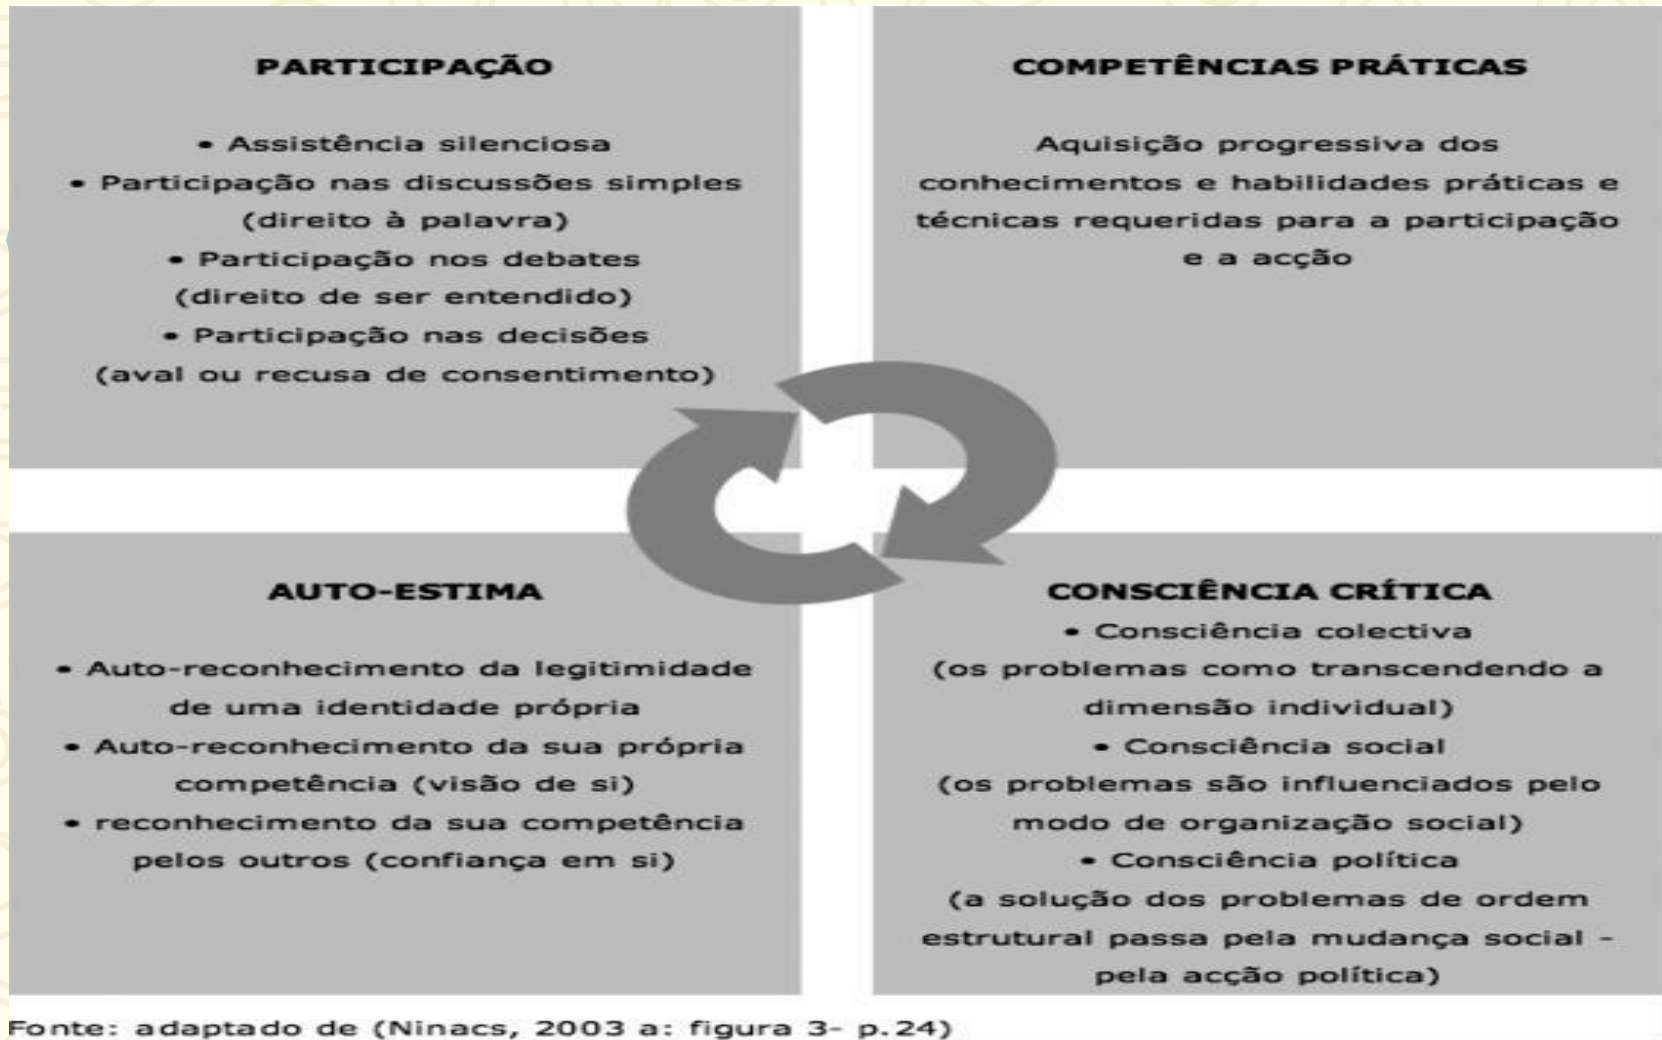 PARTICIPAÇÃO
• Assistência silenciosa
• Participação nas discussões simples
(direito à palavra)
• Participação nos debates
(direito de ser entendido)
• Participação nas decisões
(aval ou recusa de consentimento)
COMPETÊNCIAS PRÁTICAS
Aquisição progressiva dos
conhecimentos e habilidades práticas e
técnicas requeridas para a participação
e a acção
AUTO-ESTIMA
• Auto-reconhecimento da legitimidade
de uma identidade própria
• Auto-reconhecimento da sua própria
competência (visão de si)
• reconhecimento da sua competência
pelos outros (confiança em si)
CONSCIÊNCIA CRÍTICA
• Consciência colectiva
(os problemas como transcendendo a
dimensão individual)
• Consciência social
(os problemas são influenciados pelo
modo de organização social)
• Consciência política
(a solução dos problemas de ordem
estrutural passa pela mudança social -
pela acção política)
Fonte: adaptado de (Ninacs, 2003 a: figura 3- p.24)